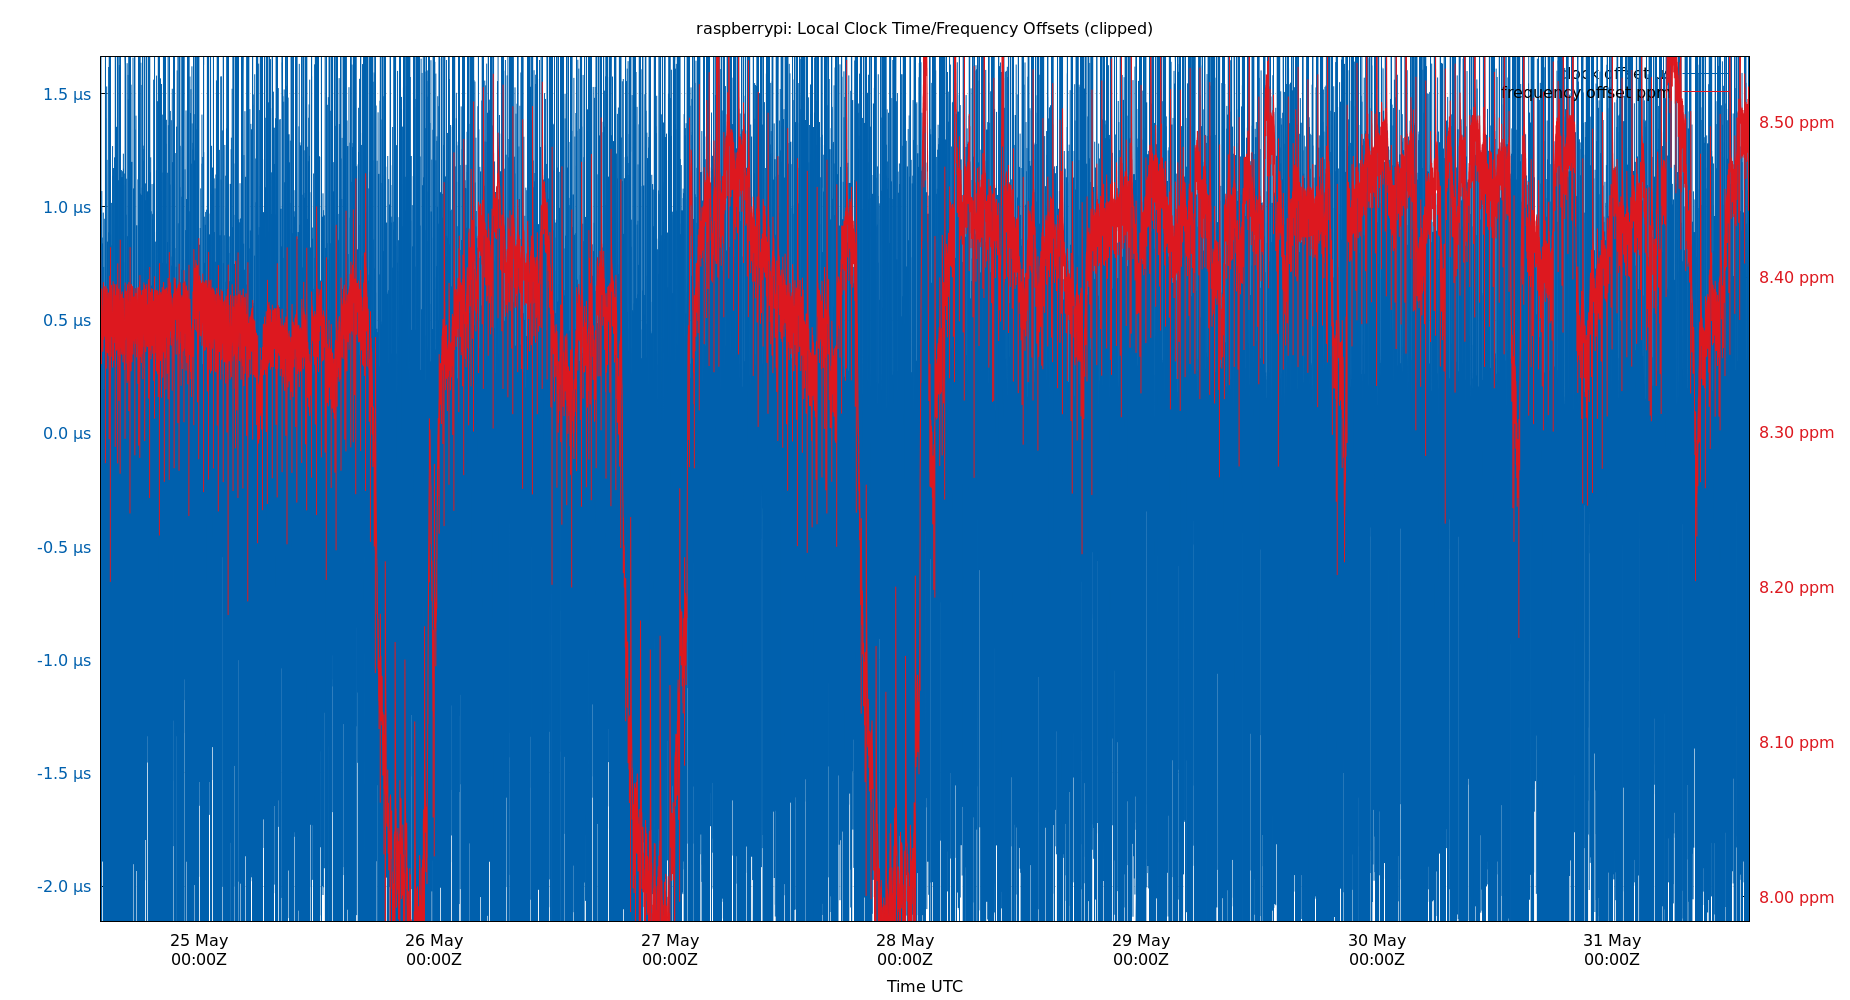 raspberrypi: Local Clock Time/Frequency Offsets (clipped)
clock offset
frequency offset ppm
1.5 µs
1.0 µs
0.5 µs
0.0 µs
-0.5 µs
-1.0 µs
-1.5 µs
-2.0 µs
8.50 ppm
8.40 ppm
8.30 ppm
8.20 ppm
8.10 ppm
8.00 ppm
25 May 26 May 27 May 28 May 29 May 30 May 31 May
00:00Z 00:00Z 00:00Z 00:00Z 00:00Z 00:00Z 00:00Z
Time UTC